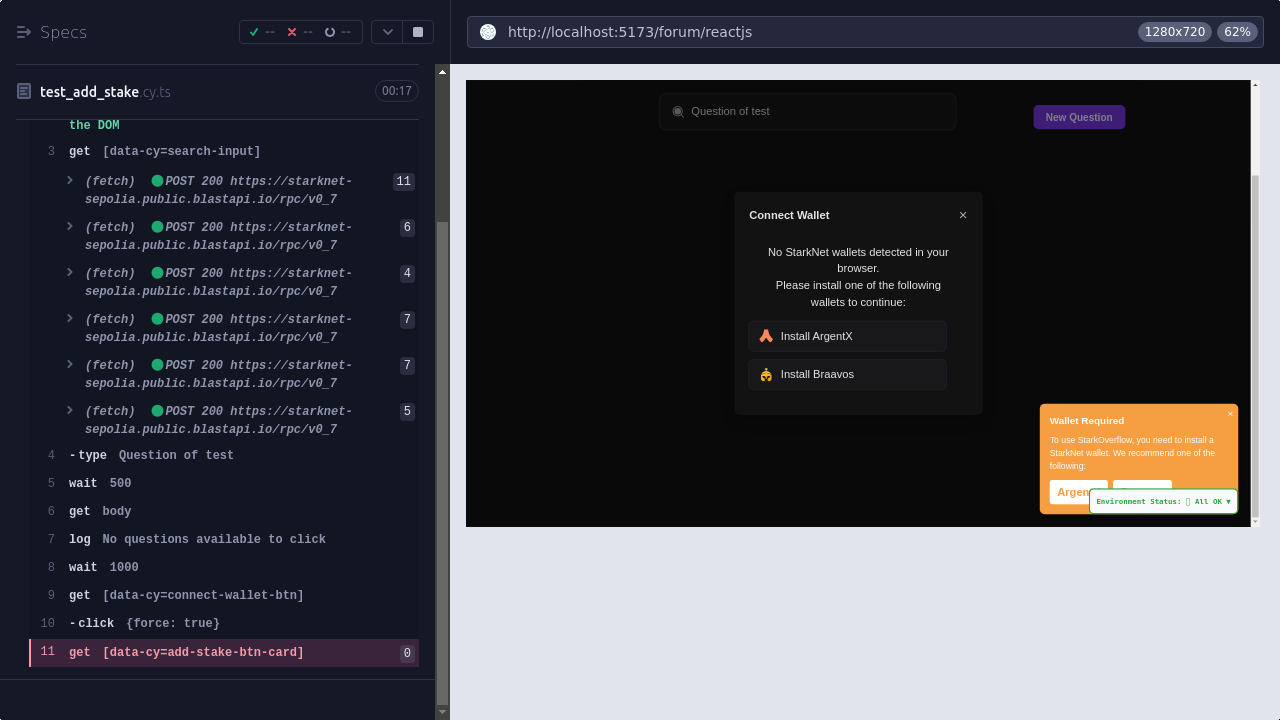 Specs
--
--
--
http://localhost:5173/forum/reactjs
1280x720
62%
test_add_stake.cy.ts
00:17
the DOM
3 get [data-cy=search-input]
(fetch) POST 200 https://starknet-
sepolia.public.blastapi.io/rpc/v0_7
11
(fetch) POST 200 https://starknet-
sepolia.public.blastapi.io/rpc/v0_7
6
(fetch) POST 200 https://starknet-
sepolia.public.blastapi.io/rpc/v0_7
4
(fetch) POST 200 https://starknet-
sepolia.public.blastapi.io/rpc/v0_7
7
(fetch) POST 200 https://starknet-
sepolia.public.blastapi.io/rpc/v0_7
7
(fetch) POST 200 https://starknet-
sepolia.public.blastapi.io/rpc/v0_7
5
4 -type Question of test
5 wait 500
6 get body
7 log No questions available to click
8 wait 1000
9 get [data-cy=connect-wallet-btn]
10 -click {force: true}
11 get [data-cy=add-stake-btn-card] 0
Question of test
New Question
Connect Wallet ×
No StarkNet wallets detected in your
browser.
Please install one of the following
wallets to continue:
Install ArgentX
Install Braavos
Wallet Required ×
To use StarkOverflow, you need to install a
StarkNet wallet. We recommend one of the
following:
Environment Status: All OK ▼